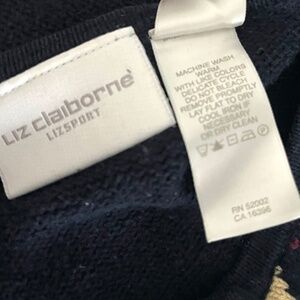 LIZ claiborne
LIZSPORT
MACHINE WASH
WARM
WITH LIKE COLORS
DELICATE CYCLE
DO NOT BLEACH
REMOVE PROMPTLY
LAY FLAT TO DRY
COOL IRON IF
NECESSARY
OR DRY CLEAN
RN 52002
CA 16396